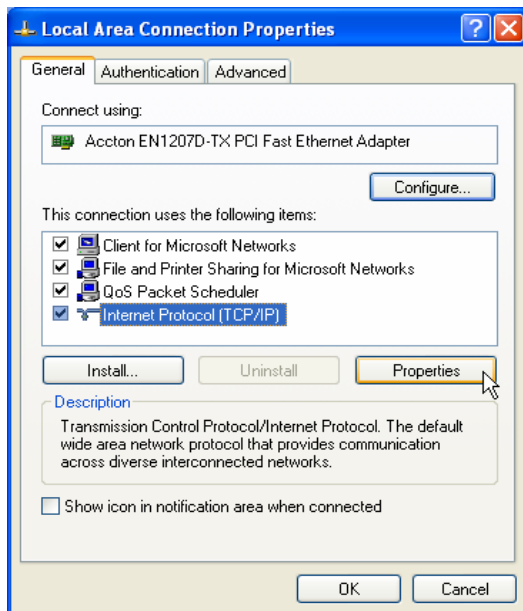 Local Area Connection Properties
General Authentication Advanced
Connect using:
Accton EN1207D-TX PCI Fast Ethernet Adapter
Configure...
This connection uses the following items:
Client for Microsoft Networks
File and Printer Sharing for Microsoft Networks
QoS Packet Scheduler
Internet Protocol (TCP/IP)
Install... Uninstall Properties
Description
Transmission Control Protocol/Internet Protocol. The default
wide area network protocol that provides communication
across diverse interconnected networks.
Show icon in notification area when connected
OK Cancel